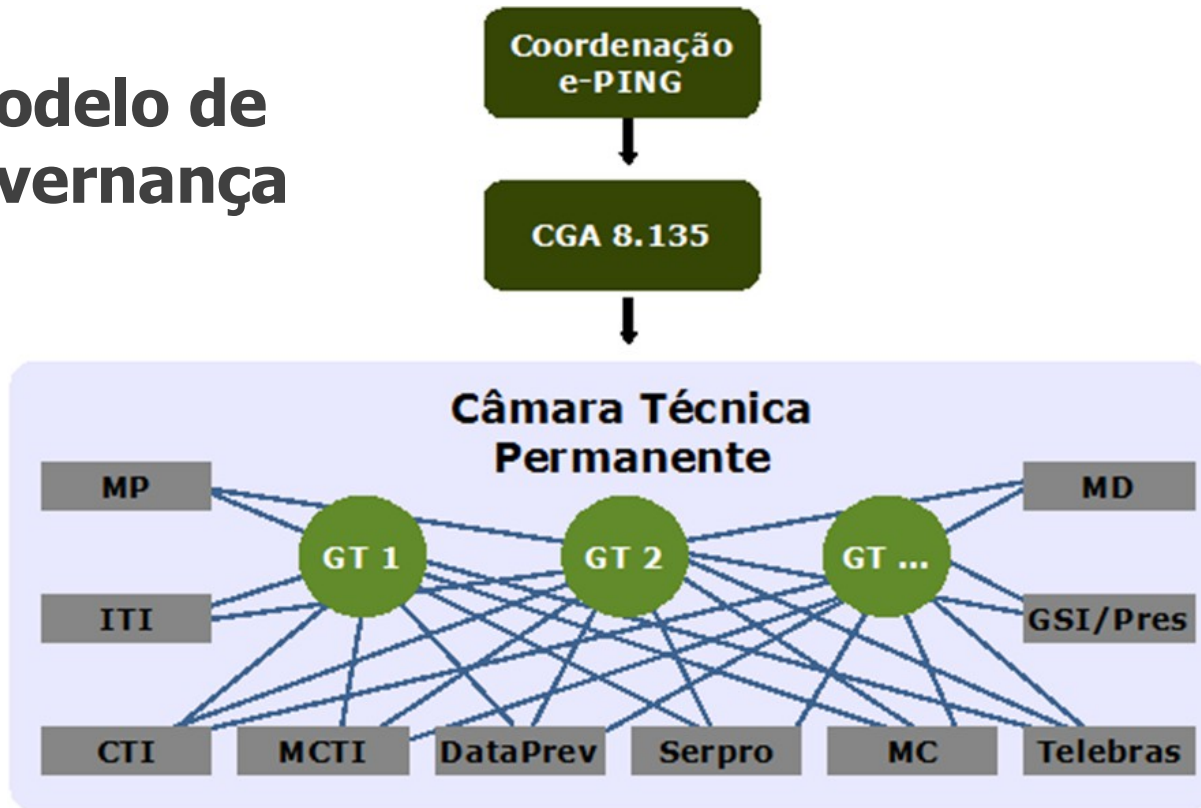 odelo de
vernança
Coordenação
e-PING
CGA 8.135
Câmara Técnica
Permanente
MP
MD
GT 1
GT 2
GT ...
ITI
GSI/Pres
CTI
MCTI
DataPrev
Serpro
MC
Telebras